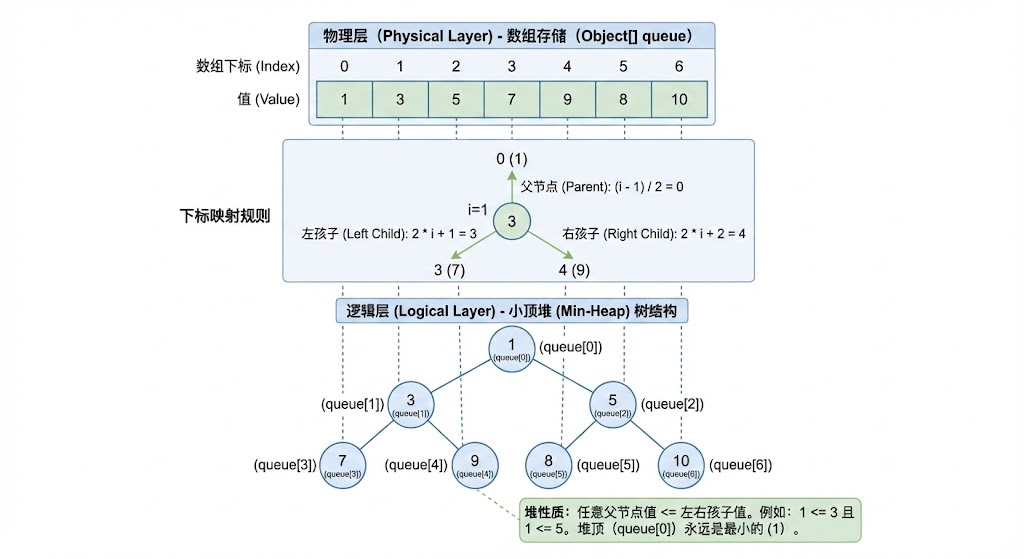 物理层（Physical Layer) - 数组存储（Object[] queue）
数组下标 (Index) 0 1 2 3 4 5 6
值 (Value) 1 3 5 7 9 8 10
0 (1)
父节点 (Parent): (i - 1) / 2 = 0
下标映射规则
i=1
3
左孩子 (Left Child): 2 * i + 1 = 3
右孩子 (Right Child): 2 * i + 2 = 4
3 (7)
4 (9)
逻辑层 (Logical Layer) - 小顶堆 (Min-Heap) 树结构
1
(queue[0])
(queue[0])
(queue[1])
3
(queue[1])
5
(queue[2])
(queue[2])
(queue[3])
7
(queue[3])
(queue[4])
9
(queue[4])
8
(queue[5])
(queue[5])
10
(queue[6])
(queue[6])
堆性质：任意父节点值 <= 左右孩子值。例如：1 <= 3 且
1 <= 5。堆顶（queue[0]）永远是最小的 (1) 。